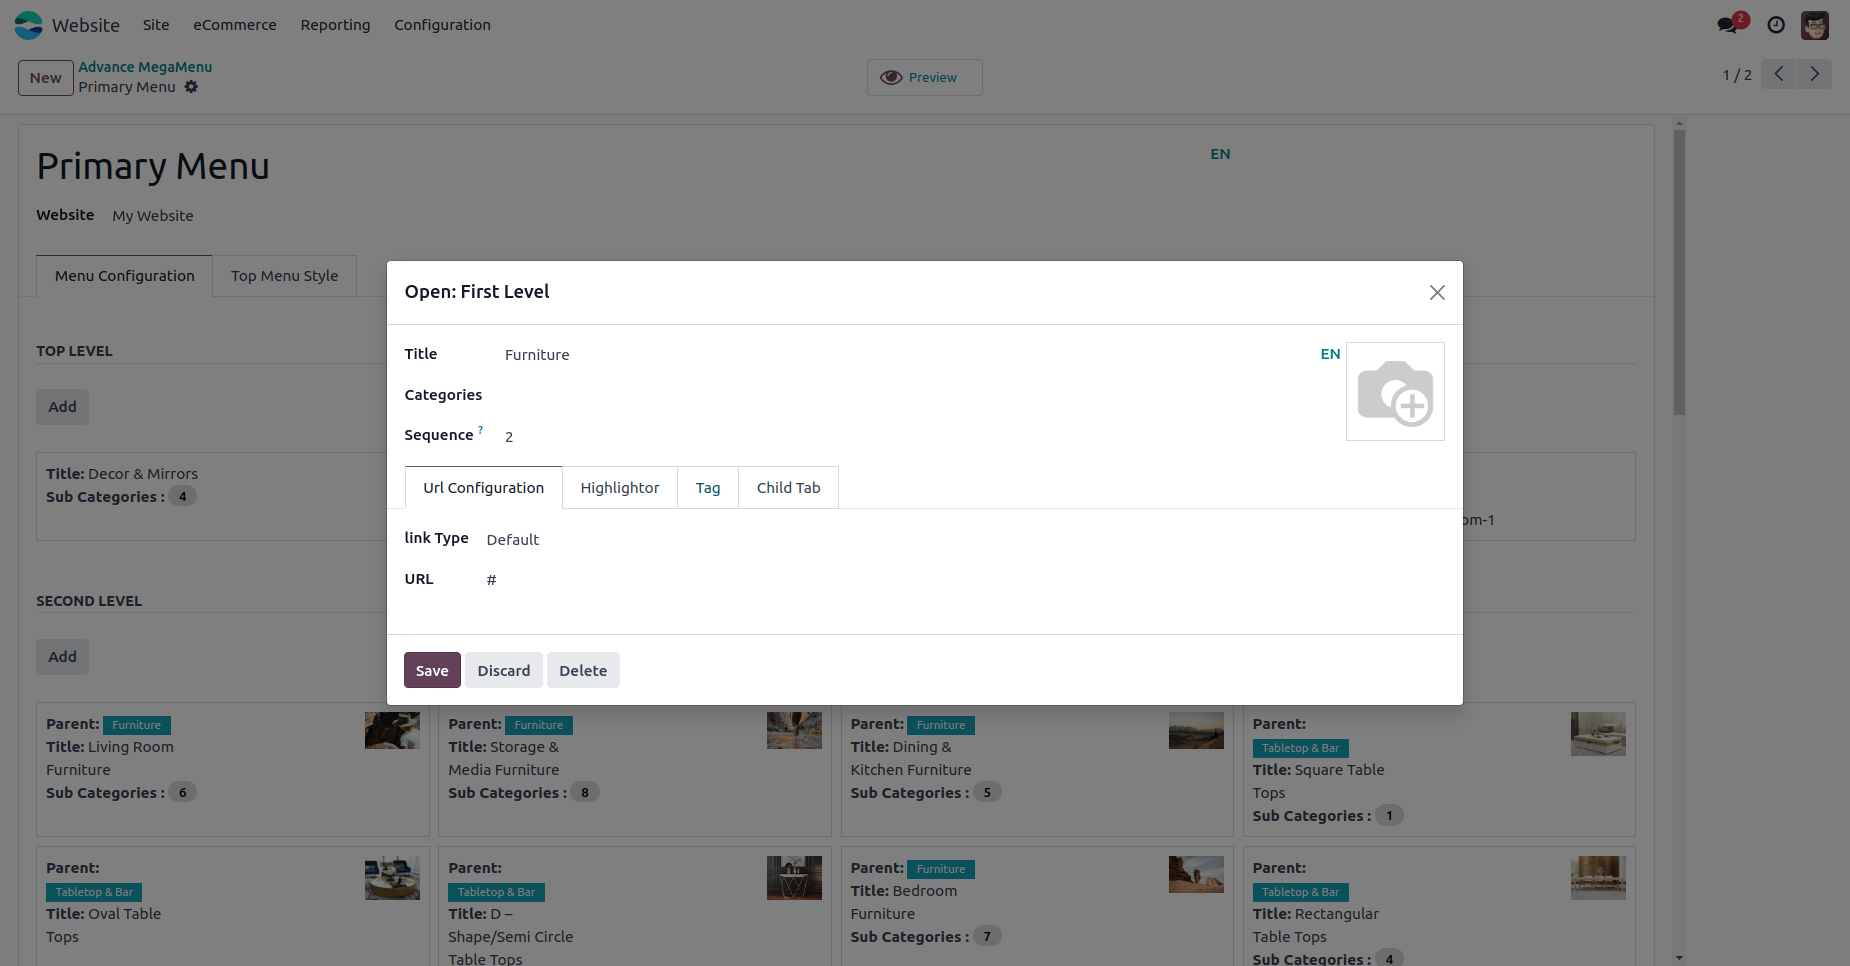 Website Site eCommerce Reporting Configuration 2
New Advance MegaMenu
Primary Menu
Preview
1 / 2
Primary Menu
EN
Website My Website
Menu Configuration Top Menu Style
TOP LEVEL
Add
Title: Decor & Mirrors
Sub Categories : 4
om-1
SECOND LEVEL
Add
Open: First Level
Title Furniture EN
Categories
Sequence ? 2
Url Configuration Highlightor Tag Child Tab
link Type Default
URL #
Save Discard Delete
Parent: Furniture
Title: Living Room
Furniture
Sub Categories : 6
Parent: Furniture
Title: Storage &
Media Furniture
Sub Categories : 8
Parent: Furniture
Title: Dining &
Kitchen Furniture
Sub Categories : 5
Parent:
Tabletop & Bar
Title: Square Table
Tops
Sub Categories : 1
Parent:
Tabletop & Bar
Title: Oval Table
Tops
Parent:
Tabletop & Bar
Title: D –
Shape/Semi Circle
Table Tops
Parent: Furniture
Title: Bedroom
Furniture
Sub Categories : 7
Parent:
Tabletop & Bar
Title: Rectangular
Table Tops
Sub Categories : 4